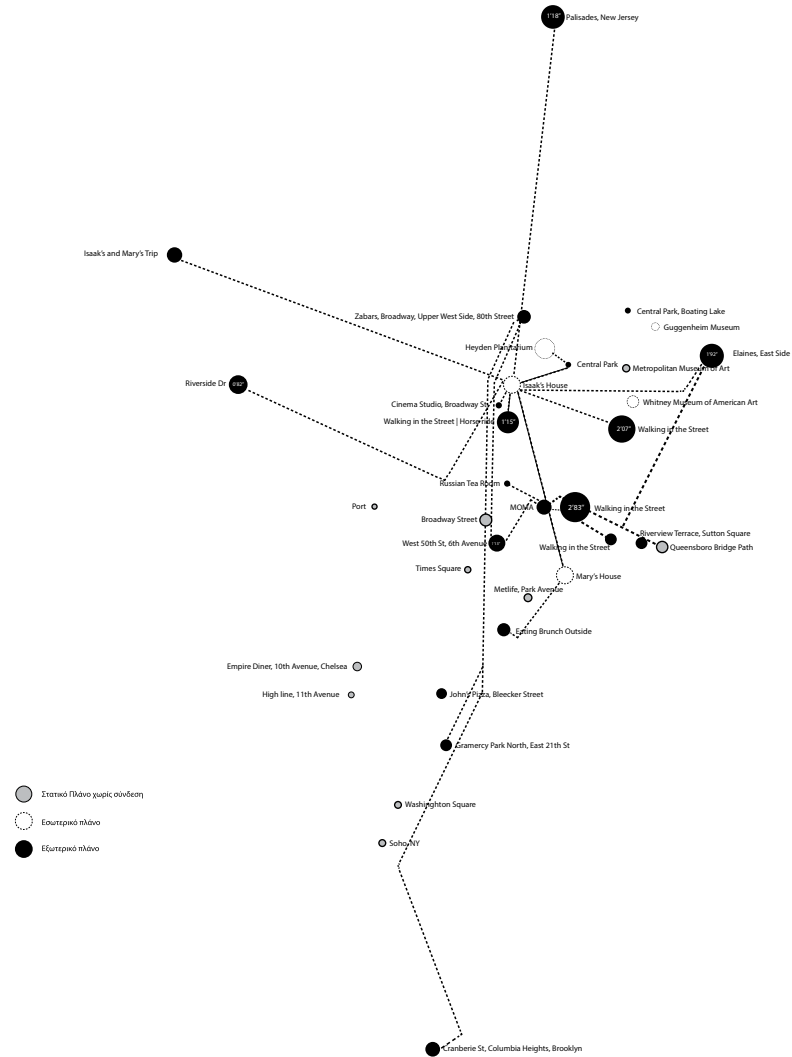 1'18'' Palisades, New Jersey
Isaak's and Mary's Trip
Central Park, Boating Lake
Zabars, Broadway, Upper West Side, 80th Street
Guggenheim Museum
Heyden Planitarium
1'92'' Elaines, East Side
Central Park
Metropolitan Museum of Art
Riverside Dr 0'82''
Isaak's House
Whitney Museum of American Art
Cinema Studio, Broadway St
Walking in the Street | Horse ride 1'15''
2'07'' Walking in the Street
Russian Tea Room
Port
MOMA
2'83'' Walking in the Street
Broadway Street
Riverview Terrace, Sutton Square
West 50th St, 6th Avenue
Walking in the Street
Queensboro Bridge Path
Times Square
Mary's House
Metlife, Park Avenue
Eating Brunch Outside
Empire Diner, 10th Avenue, Chelsea
High line, 11th Avenue
John's Pizza, Bleecker Street
Gramercy Park North, East 21th St
Στατικό Πλάνο χωρίς σύνδεση
Washinghton Square
Εσωτερικό πλάνο
Soho, NY
Εξωτερικό πλάνο
Cranberie St, Columbia Heights, Brooklyn